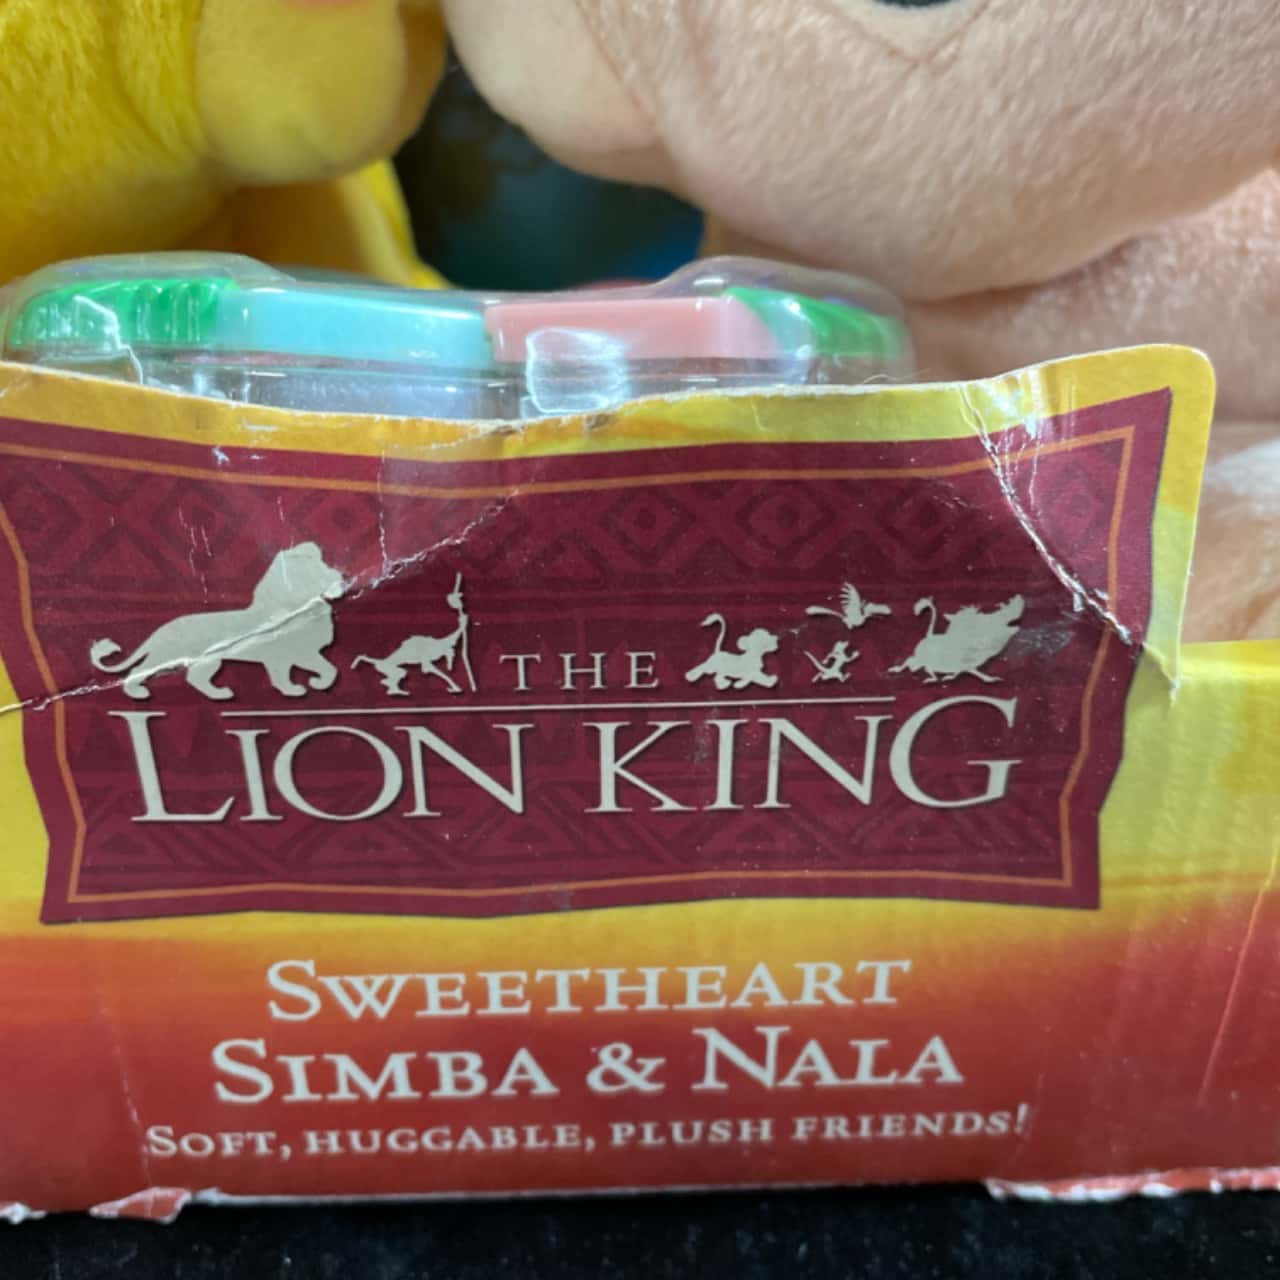 THE
LION KING
SWEETHEART
SIMBA & NALA
SOFT, HUGGABLE, PLUSH FRIENDS!